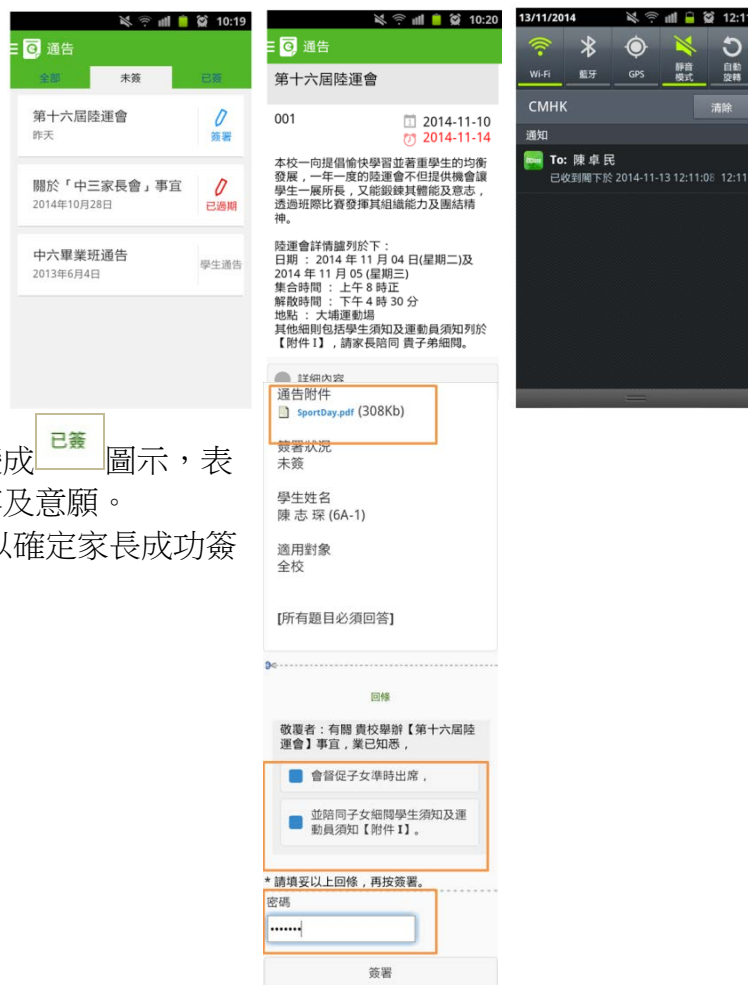 10:19
通告
全部 未簽 已簽
第十六屆陸運會
昨天
簽署
關於「中三家長會」事宜
2014年10月28日
已過期
中六畢業班通告
2013年6月4日
學生通告
10:20
通告
第十六屆陸運會
001
2014-11-10
2014-11-14
本校一向提倡愉快學習並著重學生的均衡
發展，一年一度的陸運會不但提供機會讓
學生一展所長，又能鍛鍊其體能及意志，
透過班際比賽發揮其組織能力及團結精
神。
陸運會詳情臚列於下：
日期 ： 2014 年 11 月 04 日(星期二)及
2014 年 11 月 05 (星期三)
集合時間 ： 上午 8 時正
解散時間 ： 下午 4 時 30 分
地點 ： 大埔運動場
其他細則包括學生須知及運動員須知列於
【附件 I】，請家長陪同 貴子弟細閱。
詳細內容
通告附件
SportDay.pdf (308Kb)
簽署狀況
未簽
學生姓名
陳 志 琛 (6A-1)
適用對象
全校
[所有題目必須回答]
回條
敬覆者：有關 貴校舉辦【第十六屆陸
運會】事宜，業已知悉，
會督促子女準時出席，
並陪同子女細閱學生須知及運
動員須知【附件 I】。
* 請填妥以上回條，再按簽署。
密碼
•••••••
簽署
13/11/2014 12:11
Wi-Fi 藍牙 GPS 靜音模式 自動旋轉
CMHK 清除
通知
To: 陳 卓 民
已收到閣下於 2014-11-13 12:11:08 12:11
成 已簽 圖示，表
及意願。
以確定家長成功簽